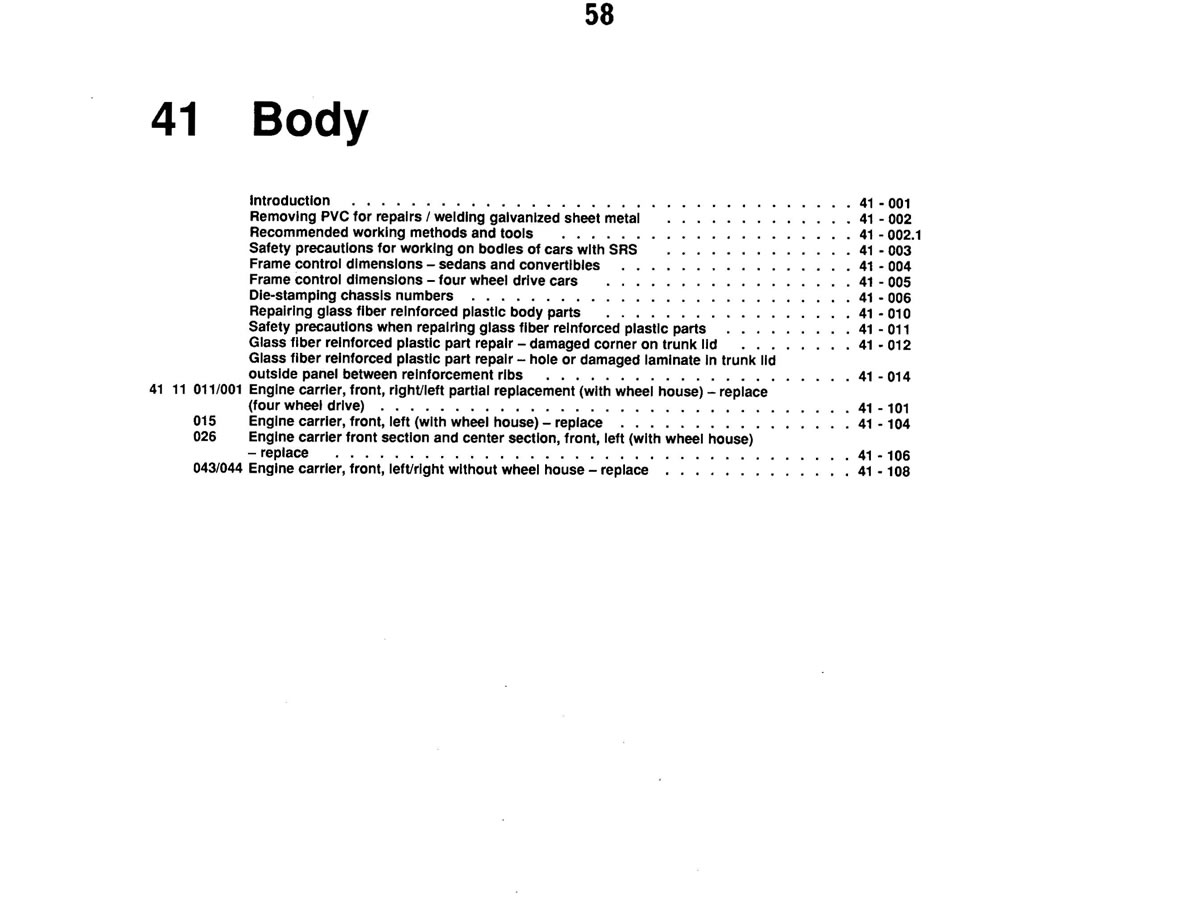 58
41 Body
Introduction . . . . . . . . . . . . . . . . . . . . . . . . . . . . . . . . . . 41 - 001
Removing PVC for repairs / welding galvanized sheet metal . . . . . . . . . . . . . 41 - 002
Recommended working methods and tools . . . . . . . . . . . . . . . . . . . . 41 - 002.1
Safety precautions for working on bodies of cars with SRS . . . . . . . . . . . . . 41 - 003
Frame control dimensions – sedans and convertibles . . . . . . . . . . . . . . . . 41 - 004
Frame control dimensions – four wheel drive cars . . . . . . . . . . . . . . . . . 41 - 005
Die-stamping chassis numbers . . . . . . . . . . . . . . . . . . . . . . . . . . 41 - 006
Repairing glass fiber reinforced plastic body parts . . . . . . . . . . . . . . . . . 41 - 010
Safety precautions when repairing glass fiber reinforced plastic parts . . . . . . . . . 41 - 011
Glass fiber reinforced plastic part repair – damaged corner on trunk lid . . . . . . . . 41 - 012
Glass fiber reinforced plastic part repair – hole or damaged laminate in trunk lid
outside panel between reinforcement ribs . . . . . . . . . . . . . . . . . . . . . 41 - 014
41 11 011/001 Engine carrier, front, right/left partial replacement (with wheel house) – replace
(four wheel drive) . . . . . . . . . . . . . . . . . . . . . . . . . . . . . . . . 41 - 101
015 Engine carrier, front, left (with wheel house) – replace . . . . . . . . . . . . . . . . 41 - 104
026 Engine carrier front section and center section, front, left (with wheel house)
– replace . . . . . . . . . . . . . . . . . . . . . . . . . . . . . . . . . . . 41 - 106
043/044 Engine carrier, front, left/right without wheel house – replace . . . . . . . . . . . . . 41 - 108